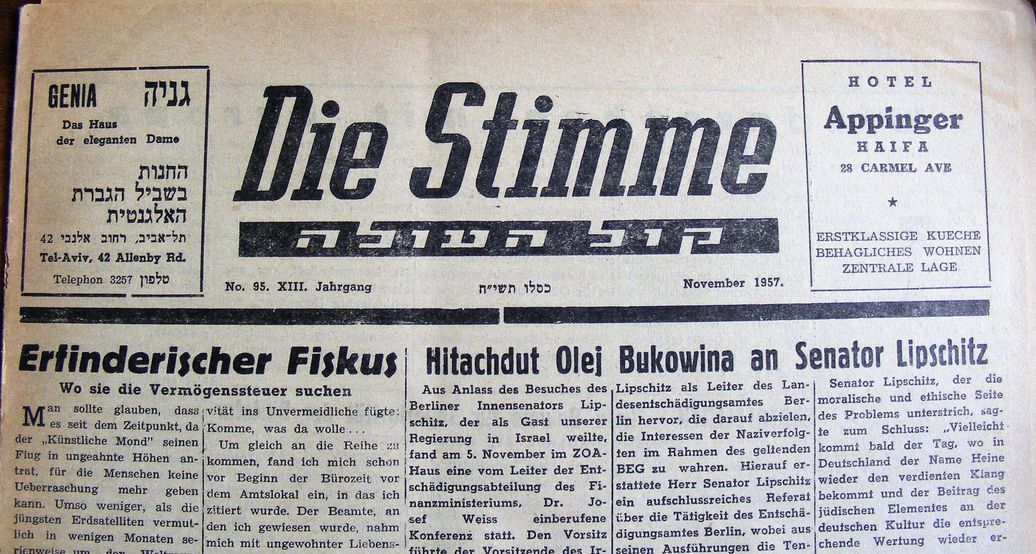 GENIA גניה
Das Haus
der eleganten Dame
החנות
בשביל הגברת
האלגנטית
תל-אביב, רחוב אלנבי 42
Tel-Aviv, 42 Allenby Rd.
Telephon 3257 טלפון
Die Stimme
קול העולה
No. 95. XIII. Jahrgang
כסלו תשי״ח
November 1957.
HOTEL
Appinger
HAIFA
28 CARMEL AVE
★
ERSTKLASSIGE KUECHE
BEHAGLICHES WOHNEN
ZENTRALE LAGE
Erfinderischer Fiskus
Wo sie die Vermögenssteuer suchen
Man sollte glauben, dass
es seit dem Zeitpunkt, da
der „Künstliche Mond" seinen
Flug in ungeahnte Höhen
antrat, für die Menschen keine
Ueberraschung mehr geben
kann. Umso weniger, als die
jüngsten Erdsatelliten vermut-
lich in wenigen Monaten se-
rienweise um den
vität ins Unvermeidliche fügte:
Komme, was da wolle...
Um gleich an die Reihe zu
kommen, fand ich mich schon
vor Beginn der Bürozeit vor
dem Amtslokal ein, in das ich
zitiert wurde. Der Beamte, an
den ich gewiesen wurde, nahm
mich mit ungewohnter Liebens-
Hitachdut Olej Bukowina an Senator Lipschitz
Aus Anlass des Besuches des
Berliner Innensenators Lip-
schitz, der als Gast unserer
Regierung in Israel weilte,
fand am 5. November im ZOA-
Haus eine vom Leiter der Ent-
schädigungsabteilung des Fi-
nanzministeriums, Dr. Jo-
sef Weiss einberufene
Konferenz statt. Den Vorsitz
führte der Vorsitzende des Ir-
Lipschitz als Leiter des Lan-
desentschädigungsamtes Ber-
lin hervor, die darauf abzielen,
die Interessen der Naziverfolg-
ten im Rahmen des geltenden
BEG zu wahren. Hierauf er-
stattete Herr Senator Lipschitz
ein aufschlussreiches Referat
über die Tätigkeit des Entschä-
digungsamtes Berlin, wobei aus
seinen Ausführungen die Ten-
Senator Lipschitz, der die
moralische und ethische Seite
des Problems unterstrich, sag-
te zum Schluss: „Vielleicht
kommt bald der Tag, wo in
Deutschland der Name Heine
wieder den verdienten Klang
bekommt und der Beitrag des
jüdischen Elementes an der
deutschen Kultur die entspre-
chende Wertung wieder er-